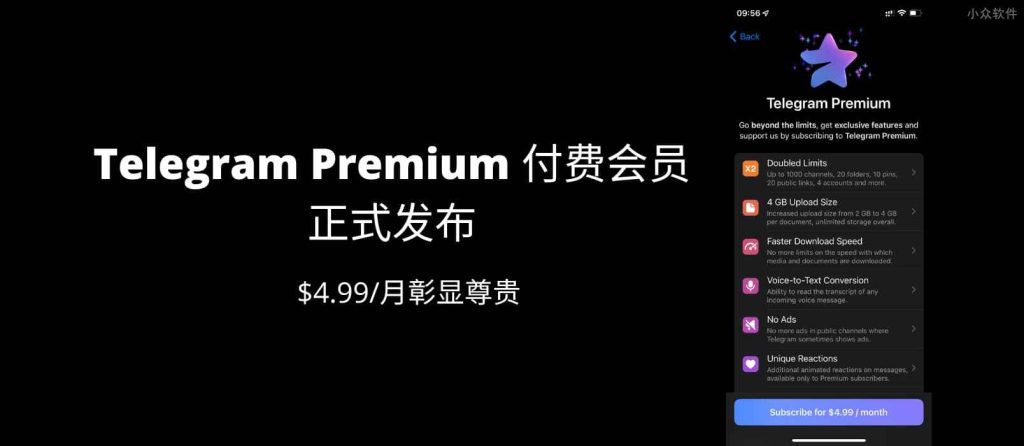 小众软件
Telegram Premium 付费会员
正式发布
$4.99/月彰显尊贵
09:56
Back
Telegram Premium
Go beyond the limits, get exclusive features and
support us by subscribing to Telegram Premium.
X2
Doubled Limits
Up to 1000 channels, 20 folders, 10 pins,
20 public links, 4 accounts and more.
4 GB Upload Size
Increased upload size from 2 GB to 4 GB
per document, unlimited storage overall.
Faster Download Speed
No more limits on the speed with which
media and documents are downloaded.
Voice-to-Text Conversion
Ability to read the transcript of any
incoming voice message.
No Ads
No more ads in public channels where
Telegram sometimes shows ads.
Unique Reactions
Additional animated reactions on messages,
available only to Premium subscribers.
Subscribe for $4.99 / month